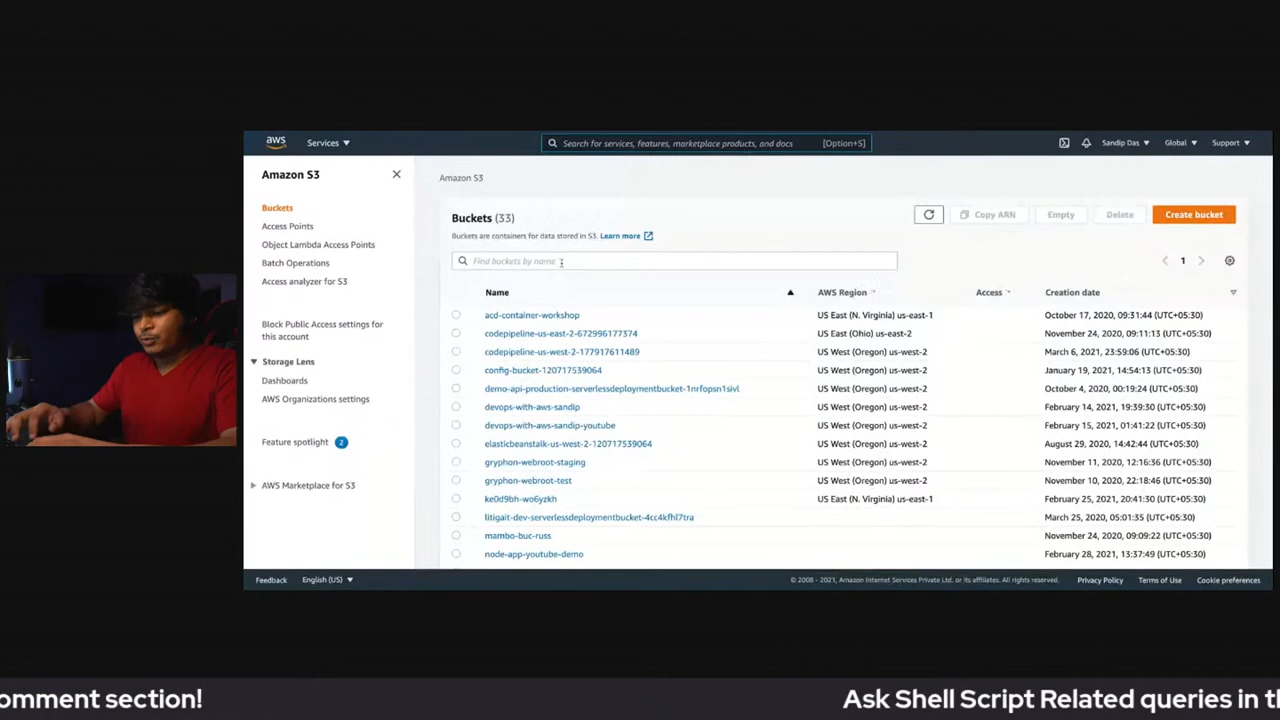 aws Services ▼ Search for services, features, marketplace products, and docs [Option+S] Sandip Das ▼ Global ▼ Support ▼
Amazon S3
Buckets
Access Points
Object Lambda Access Points
Batch Operations
Access analyzer for S3
Block Public Access settings for
this account
Storage Lens
Dashboards
AWS Organizations settings
Feature spotlight 2
AWS Marketplace for S3
Amazon S3
Buckets (33) Copy ARN Empty Delete Create bucket
Buckets are containers for data stored in S3. Learn more
Find buckets by name 1
Name AWS Region Access Creation date
acd-container-workshop US East (N. Virginia) us-east-1 October 17, 2020, 09:31:44 (UTC+05:30)
codepipeline-us-east-2-672996177374 US East (Ohio) us-east-2 November 24, 2020, 09:11:13 (UTC+05:30)
codepipeline-us-west-2-177917611489 US West (Oregon) us-west-2 March 6, 2021, 23:59:06 (UTC+05:30)
config-bucket-120717539064 US West (Oregon) us-west-2 January 19, 2021, 14:54:13 (UTC+05:30)
demo-api-production-serverlessdeploymentbucket-1nrfopsn1sivl US West (Oregon) us-west-2 October 4, 2020, 00:19:24 (UTC+05:30)
devops-with-aws-sandip US West (Oregon) us-west-2 February 14, 2021, 19:39:30 (UTC+05:30)
devops-with-aws-sandip-youtube US West (Oregon) us-west-2 February 15, 2021, 01:41:22 (UTC+05:30)
elasticbeanstalk-us-west-2-120717539064 US West (Oregon) us-west-2 August 29, 2020, 14:42:44 (UTC+05:30)
gryphon-webroot-staging US West (Oregon) us-west-2 November 11, 2020, 12:16:36 (UTC+05:30)
gryphon-webroot-test US West (Oregon) us-west-2 November 10, 2020, 22:18:46 (UTC+05:30)
ke0d9bh-wo6yzkh US East (N. Virginia) us-east-1 February 25, 2021, 20:41:30 (UTC+05:30)
litigait-dev-serverlessdeploymentbucket-4cc4kfhl7tra March 25, 2021, 05:01:35 (UTC+05:30)
mambo-buc-russ November 24, 2020, 09:09:22 (UTC+05:30)
node-app-youtube-demo February 28, 2021, 13:37:49 (UTC+05:30)
Feedback English (US) ▼ © 2008 - 2021, Amazon Internet Services Private Ltd. or its affiliates. All rights reserved. Privacy Policy Terms of Use Cookie preferences
omment section! Ask Shell Script Related queries in th